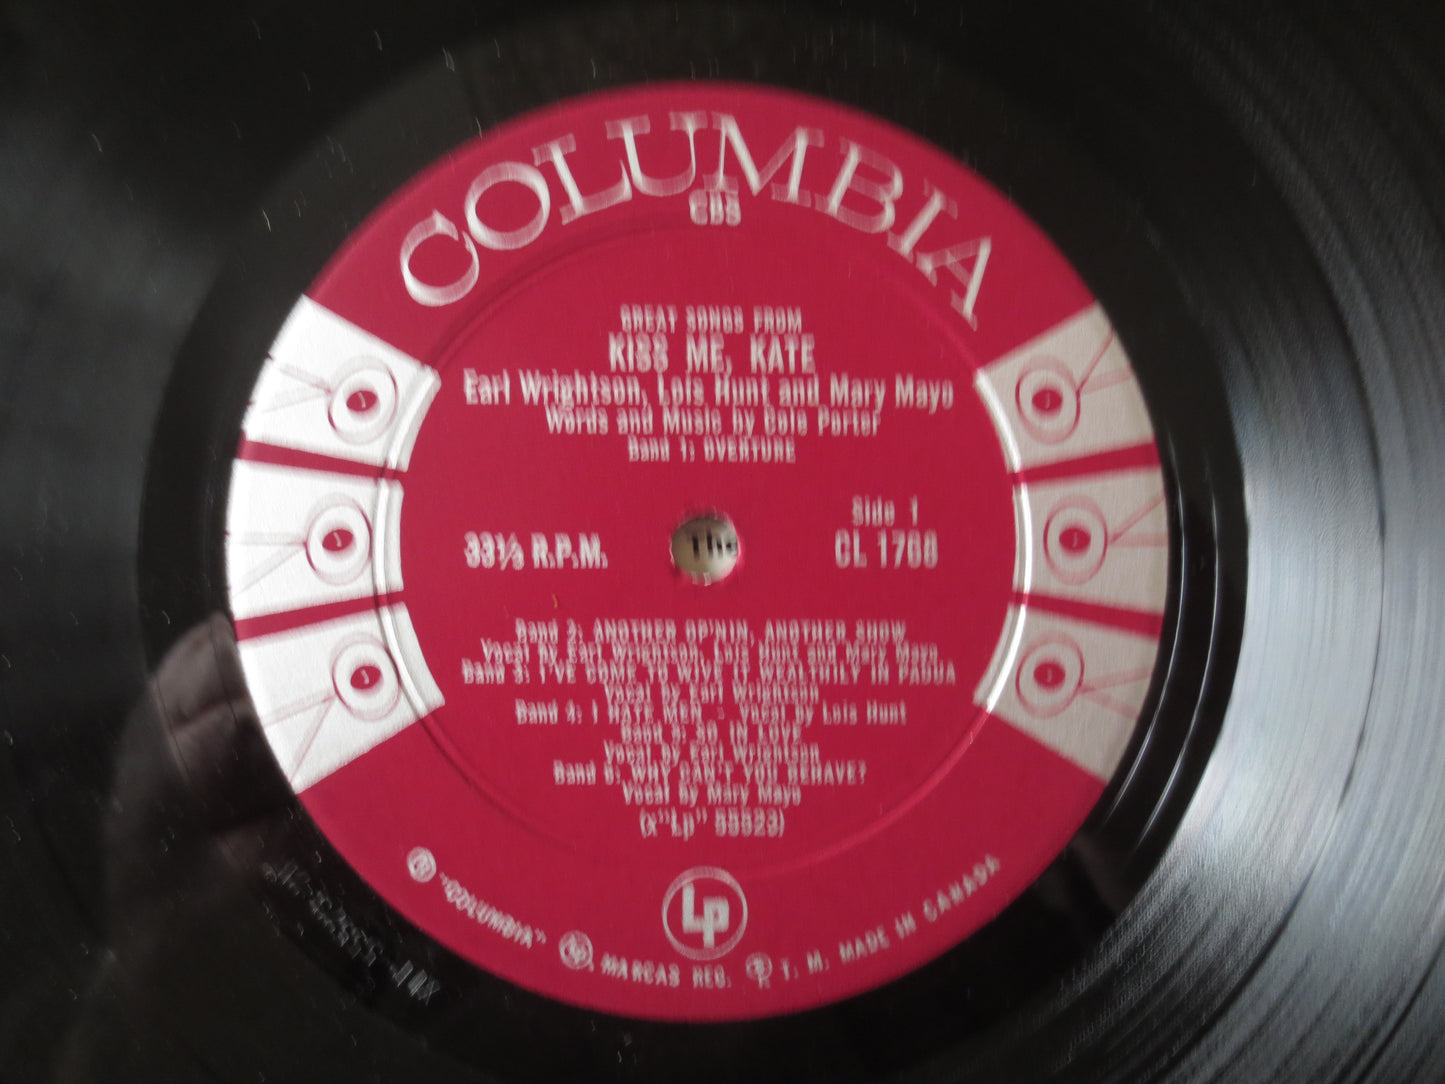 COLUMBIA
CBS
GREAT SONGS FROM
KISS ME, KATE
Earl Wrightson, Lois Hunt and Mary Mayo
Words and Music by Cole Porter
Band 1: OVERTURE
Side 1
33⅓ R.P.M.
The
CL 1768
Band 2: ANOTHER OP'NIN, ANOTHER SHOW
Vocal by Earl Wrightson, Lois Hunt and Mary Mayo
Band 3: I'VE COME TO WIVE IT WEALTHILY IN PADUA
Vocal by Earl Wrightson
Band 4: I HATE MEN - Vocal by Lois Hunt
Band 5: SO IN LOVE
Vocal by Earl Wrightson
Band 6: WHY CAN'T YOU BEHAVE?
Vocal by Mary Mayo
(x"Lp" 55523)
Lp
® "COLUMBIA" MARCAS REG. T. M. MADE IN CANADA